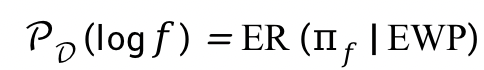 𝒫_𝒟(log f) = ER (π_f | EWP)